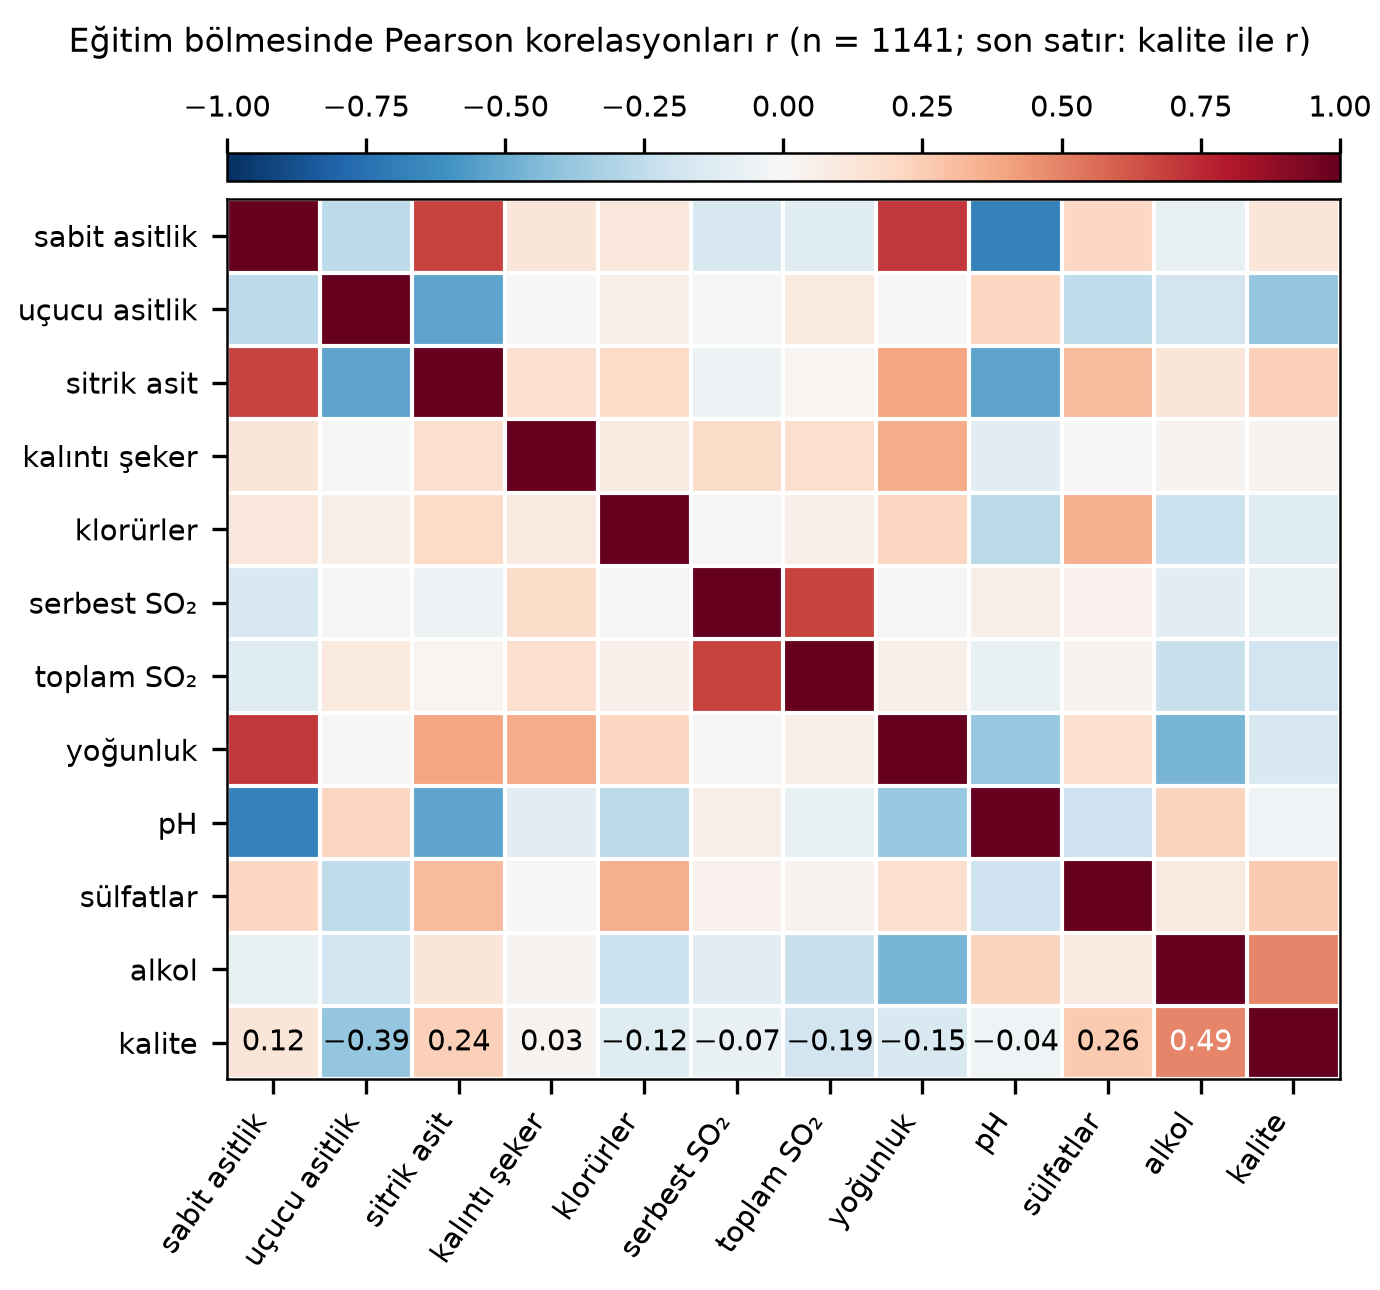 Eğitim bölmesinde Pearson korelasyonları r (n = 1141; son satır: kalite ile r)
−1.00 −0.75 −0.50 −0.25 0.00 0.25 0.50 0.75 1.00
sabit asitlik
uçucu asitlik
sitrik asit
kalıntı şeker
klorürler
serbest SO₂
toplam SO₂
yoğunluk
pH
sülfatlar
alkol
kalite 0.12 −0.39 0.24 0.03 −0.12 −0.07 −0.19 −0.15 −0.04 0.26 0.49
sabit asitlik
uçucu asitlik
sitrik asit
kalıntı şeker
klorürler
serbest SO₂
toplam SO₂
yoğunluk
pH
sülfatlar
alkol
kalite